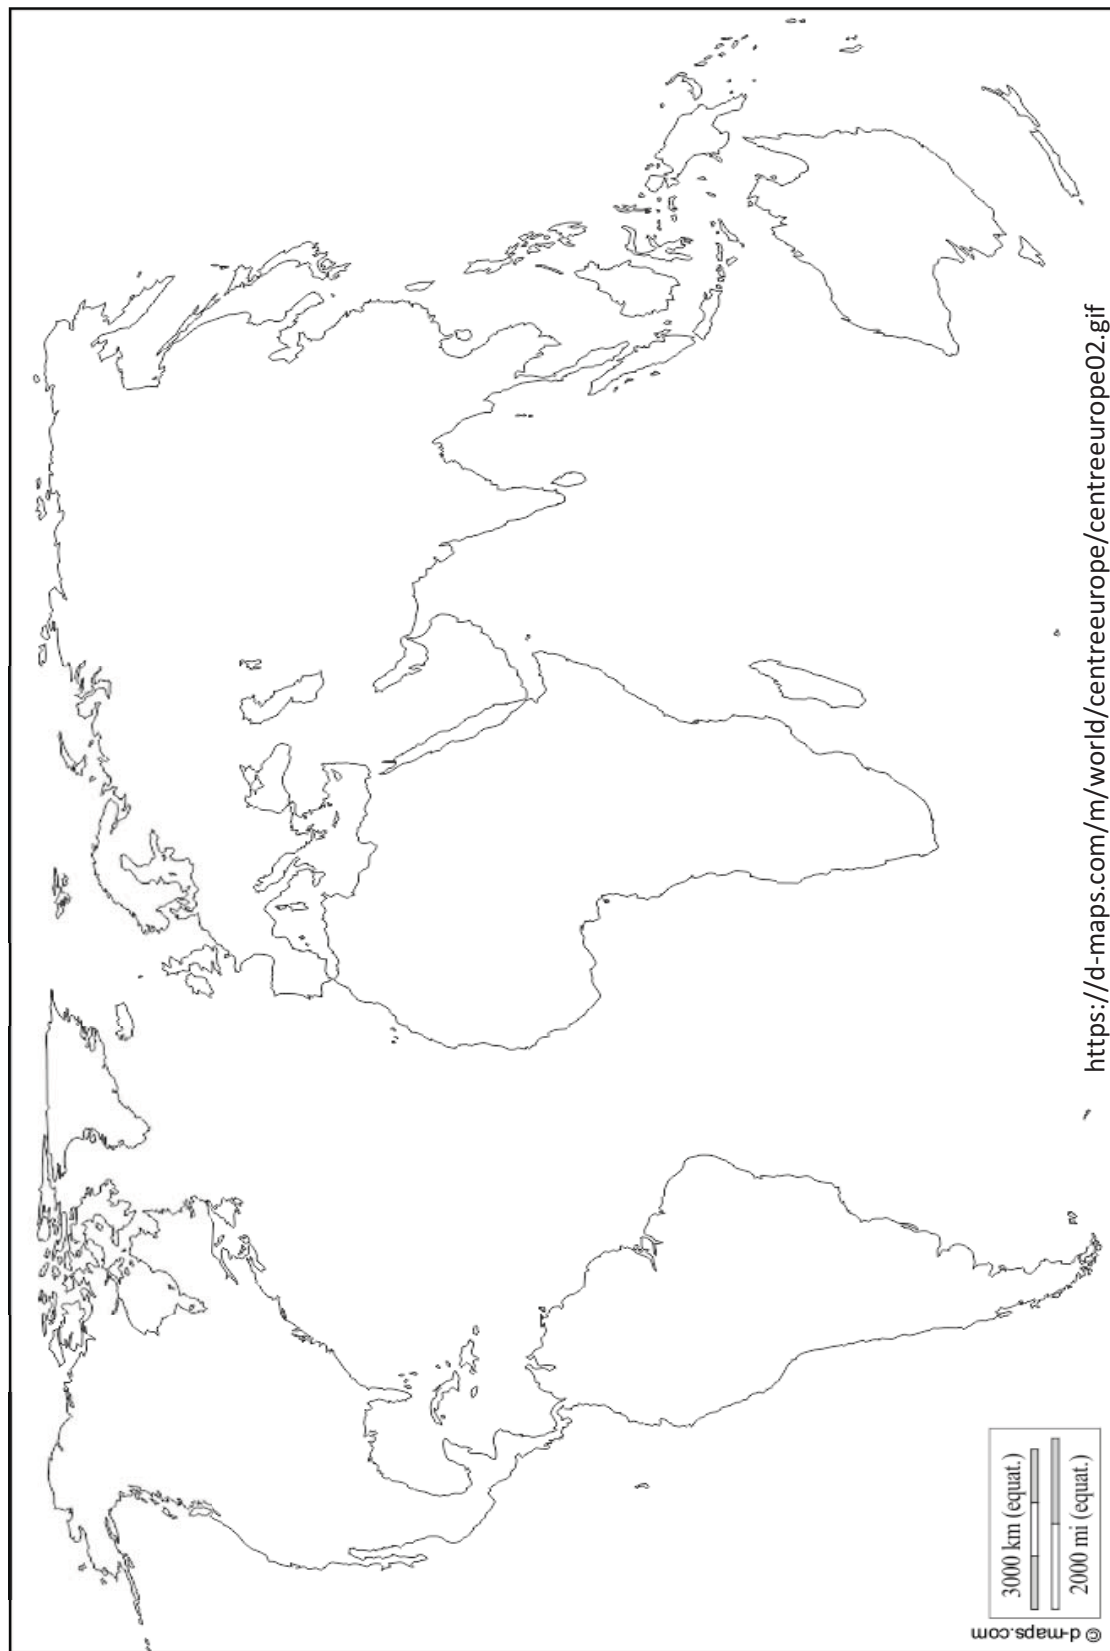 3000 km (equat.)
2000 mi (equat.)
© d-maps.com
https://d-maps.com/m/world/centreeurope/centreeurope02.gif